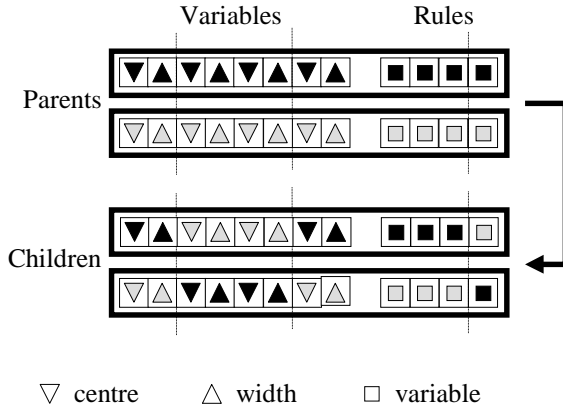 Variables Rules
Parents
Children
centre width variable